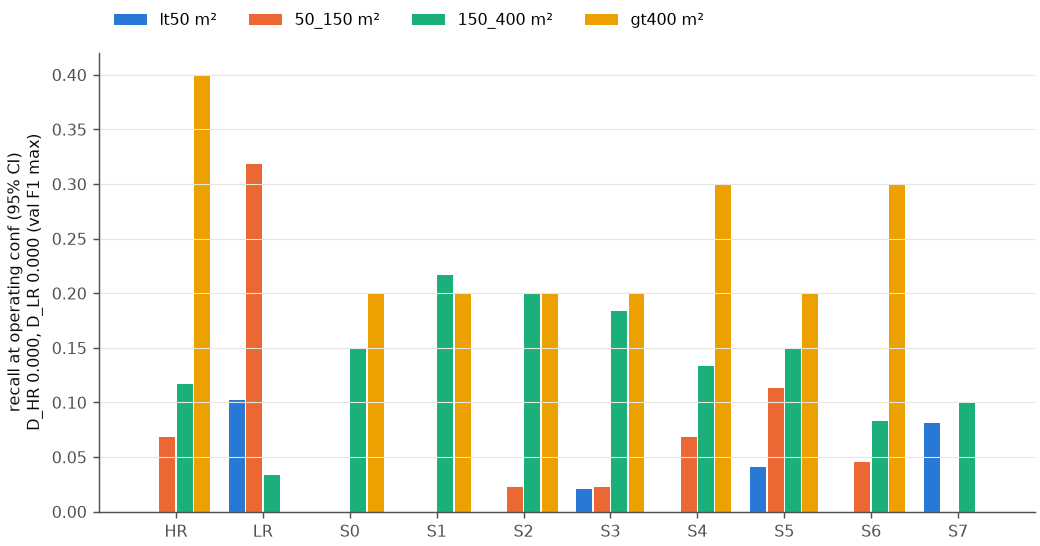 lt50 m² 50_150 m² 150_400 m² gt400 m²
recall at operating conf (95% CI)
D_HR 0.000, D_LR 0.000 (val F1 max)
0.40
0.35
0.30
0.25
0.20
0.15
0.10
0.05
0.00
HR LR S0 S1 S2 S3 S4 S5 S6 S7